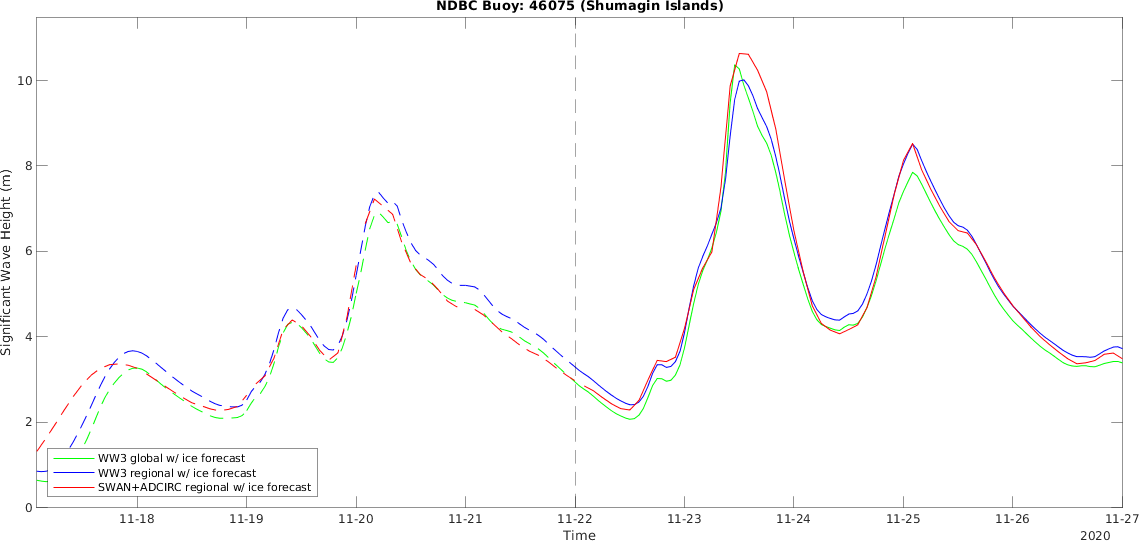 NDBC Buoy: 46075 (Shumagin Islands)
Significant Wave Height (m)
10
8
6
4
2
0
WW3 global w/ ice forecast
WW3 regional w/ ice forecast
SWAN+ADCIRC regional w/ ice forecast
11-18 11-19 11-20 11-21 11-22 11-23 11-24 11-25 11-26 11-27
Time
2020